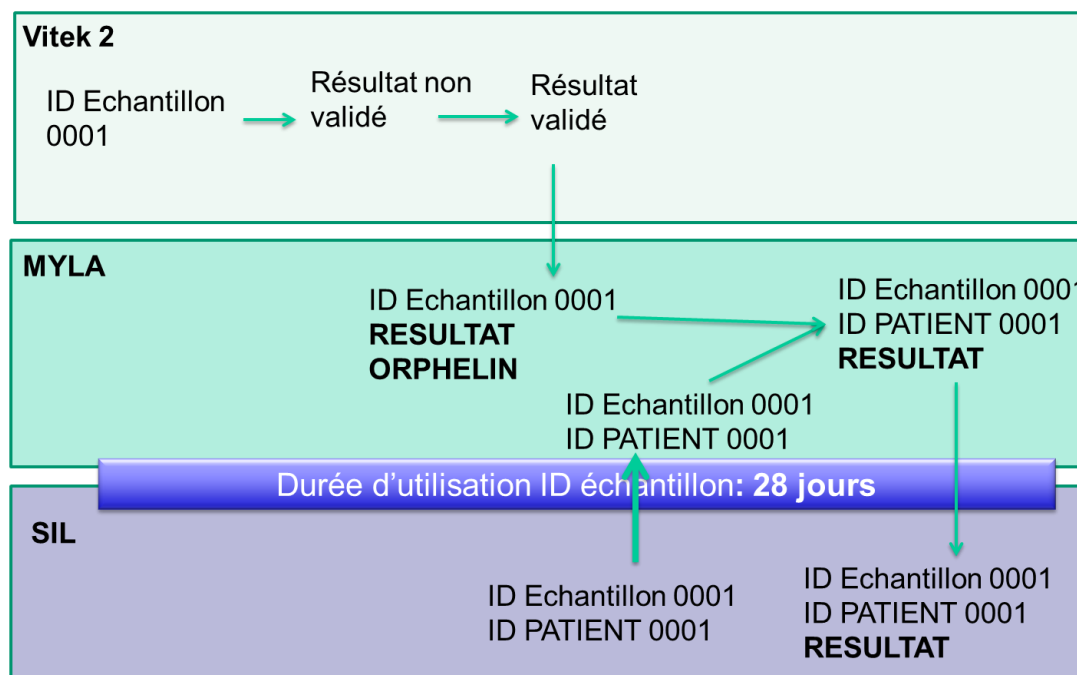 Vitek 2
ID Echantillon
0001
Résultat non
validé
Résultat
validé
MYLA
ID Echantillon 0001
RESULTAT
ORPHELIN
ID Echantillon 0001
ID PATIENT 0001
RESULTAT
ID Echantillon 0001
ID PATIENT 0001
Durée d'utilisation ID échantillon: 28 jours
SIL
ID Echantillon 0001
ID PATIENT 0001
ID Echantillon 0001
ID PATIENT 0001
RESULTAT